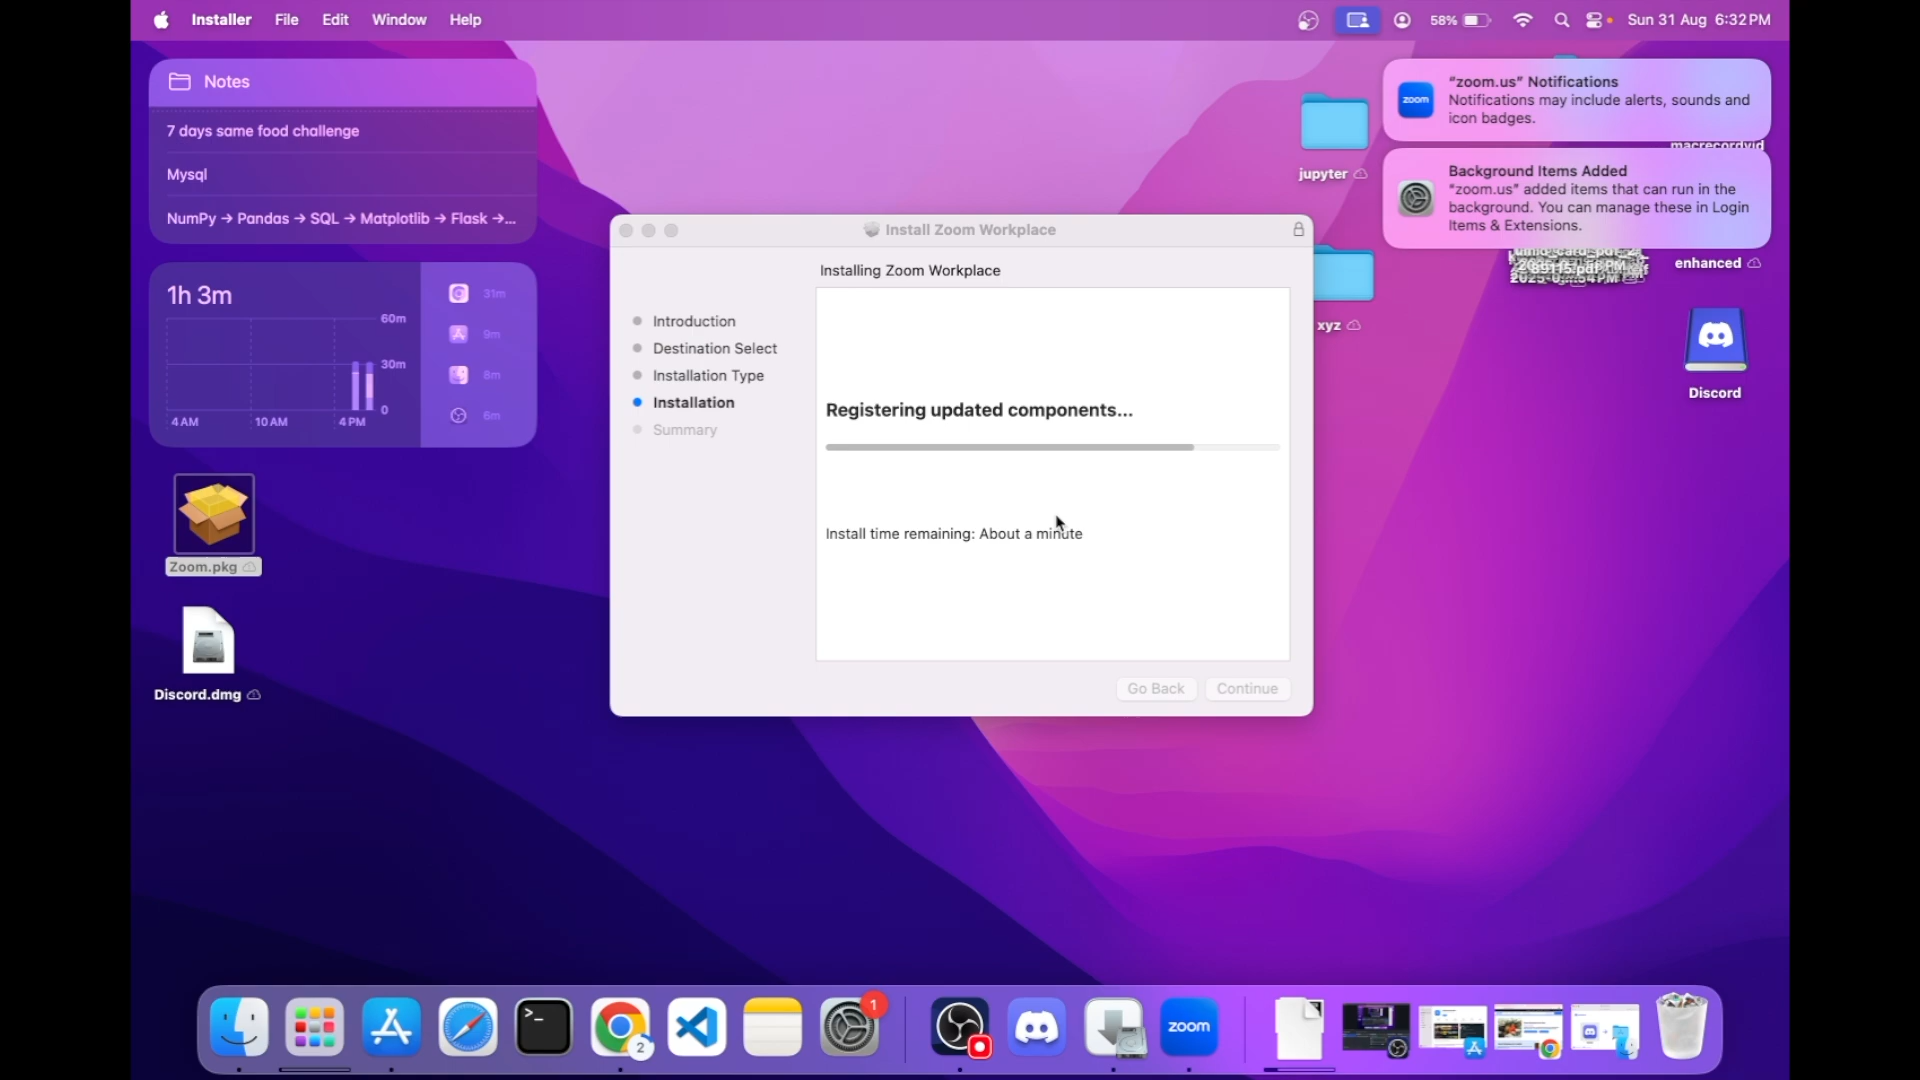 Installer File Edit Window Help
58% Sun 31 Aug 6:32 PM
Notes
7 days same food challenge
Mysql
NumPy → Pandas → SQL → Matplotlib → Flask →...
1h 3m
60m
30m
0
4 AM 10 AM 4 PM
31m
9m
8m
6m
Zoom.pkg
Discord.dmg
Install Zoom Workplace
Installing Zoom Workplace
Introduction
Destination Select
Installation Type
Installation
Summary
Registering updated components...
Install time remaining: About a minute
Go Back Continue
jupyter
xyz
zoom
"zoom.us" Notifications
Notifications may include alerts, sounds and
icon badges.
macrecordvid
Background Items Added
"zoom.us" added items that can run in the
background. You can manage these in Login
Items & Extensions.
enhanced
Discord
>_
2
1
zoom